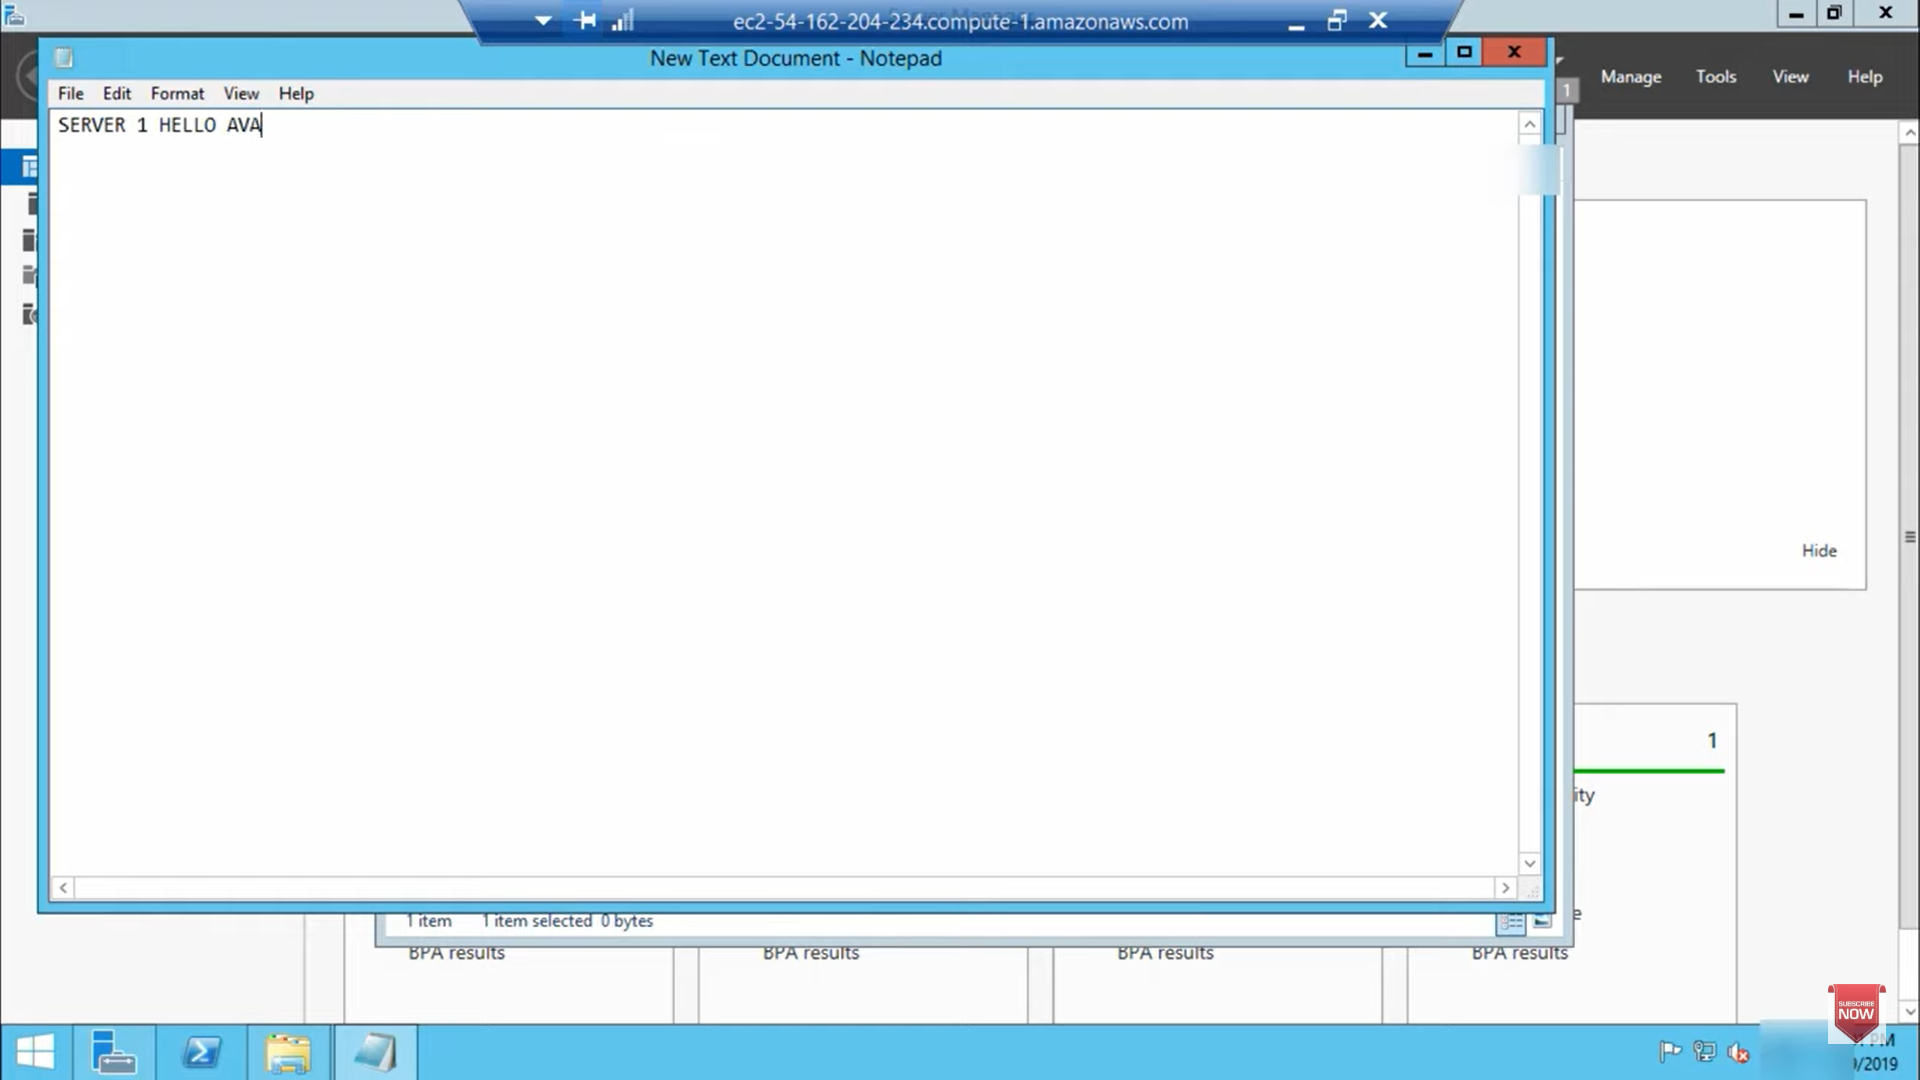 ec2-54-162-204-234.compute-1.amazonaws.com
New Text Document - Notepad
Manage Tools View Help
1
File Edit Format View Help
SERVER 1 HELLO AVA
Hide
1
ity
e
1 item 1 item selected 0 bytes
BPA results BPA results BPA results BPA results
SUBSCRIBE
NOW
PM
/2019